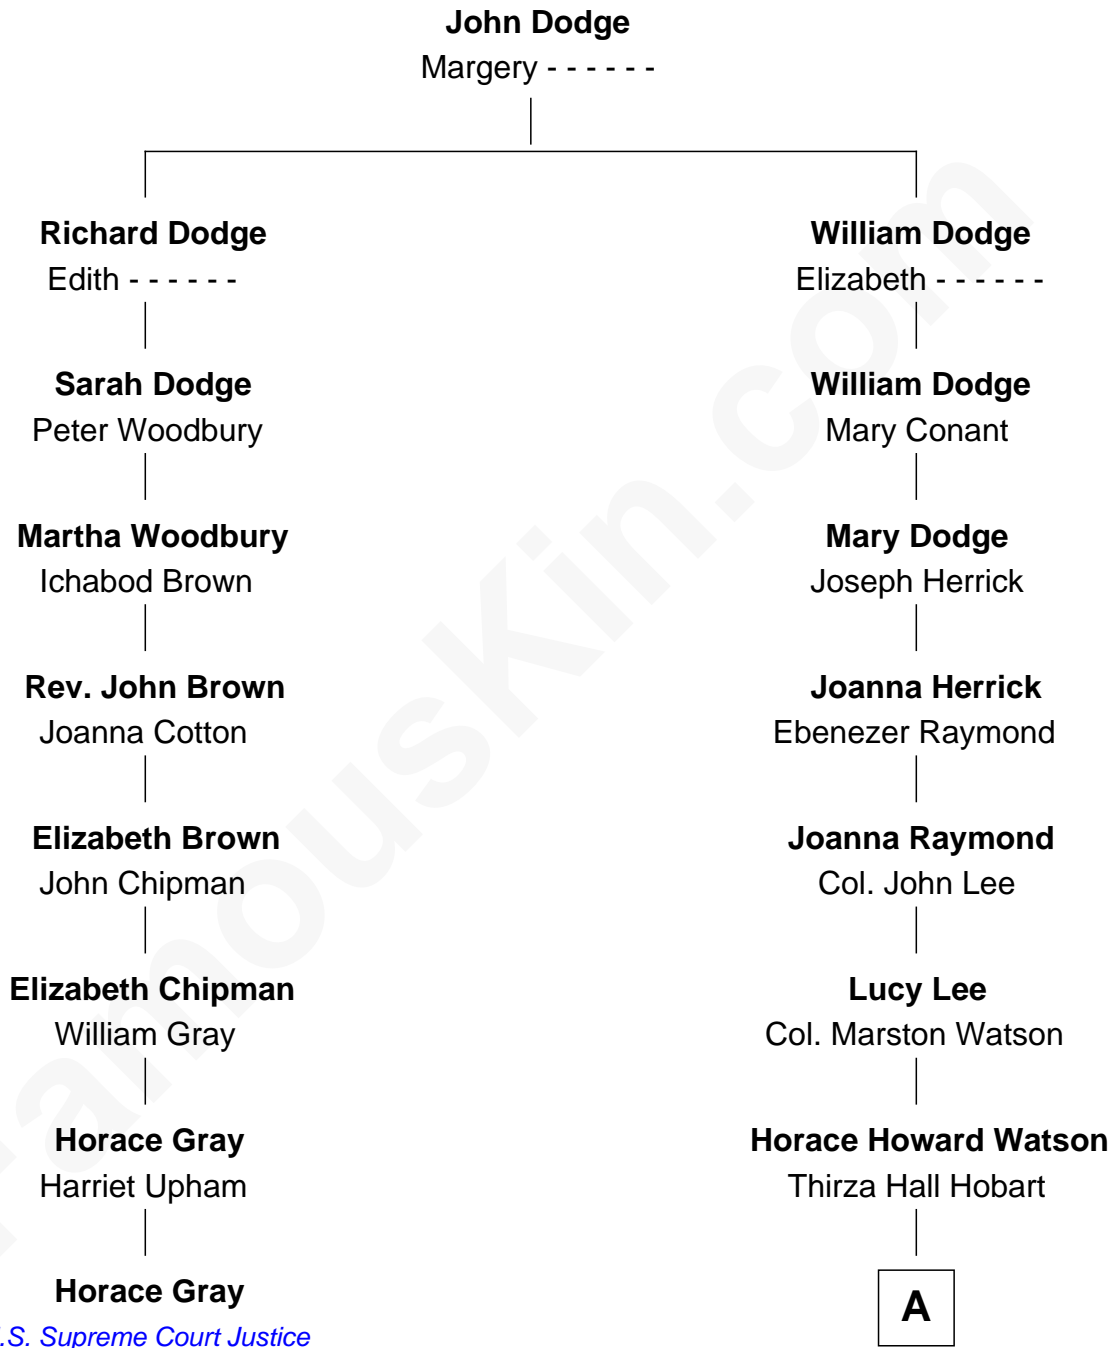 John Dodge
Margery - - - - - -
Richard Dodge
Edith - - - - - -
William Dodge
Elizabeth - - - - - -
Sarah Dodge
Peter Woodbury
William Dodge
Mary Conant
Martha Woodbury
Ichabod Brown
Mary Dodge
Joseph Herrick
Rev. John Brown
Joanna Cotton
Joanna Herrick
Ebenezer Raymond
Elizabeth Brown
John Chipman
Joanna Raymond
Col. John Lee
Elizabeth Chipman
William Gray
Lucy Lee
Col. Marston Watson
Horace Gray
Harriet Upham
Horace Howard Watson
Thirza Hall Hobart
Horace Gray
.S. Supreme Court Justice
A
FamousKin.com